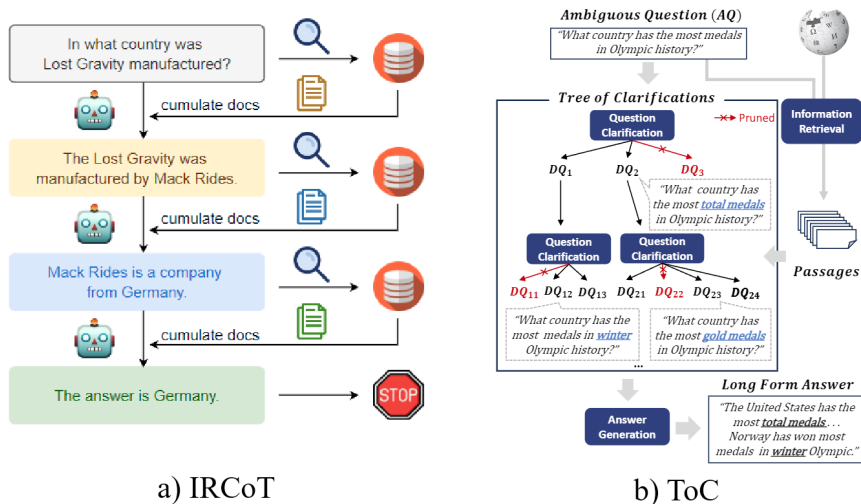 In what country was
Lost Gravity manufactured?
cumulate docs
The Lost Gravity was
manufactured by Mack Rides.
cumulate docs
Mack Rides is a company
from Germany.
cumulate docs
The answer is Germany.
STOP
a) IRCoT
Ambiguous Question (AQ)
"What country has the most medals
in Olympic history?"
Tree of Clarifications
Question
Clarification
Pruned
Information
Retrieval
DQ1
DQ2
DQ3
"What country has
the most total medals
in Olympic history?"
Question
Clarification
Question
Clarification
Passages
DQ11
DQ12
DQ13
DQ21
DQ22
DQ23
DQ24
"What country has the
most medals in winter
Olympic history?"
"What country has
the most gold medals
in Olympic history?"
...
Answer
Generation
Long Form Answer
"The United States has the
most total medals...
Norway has won most
medals in winter Olympic."
b) ToC